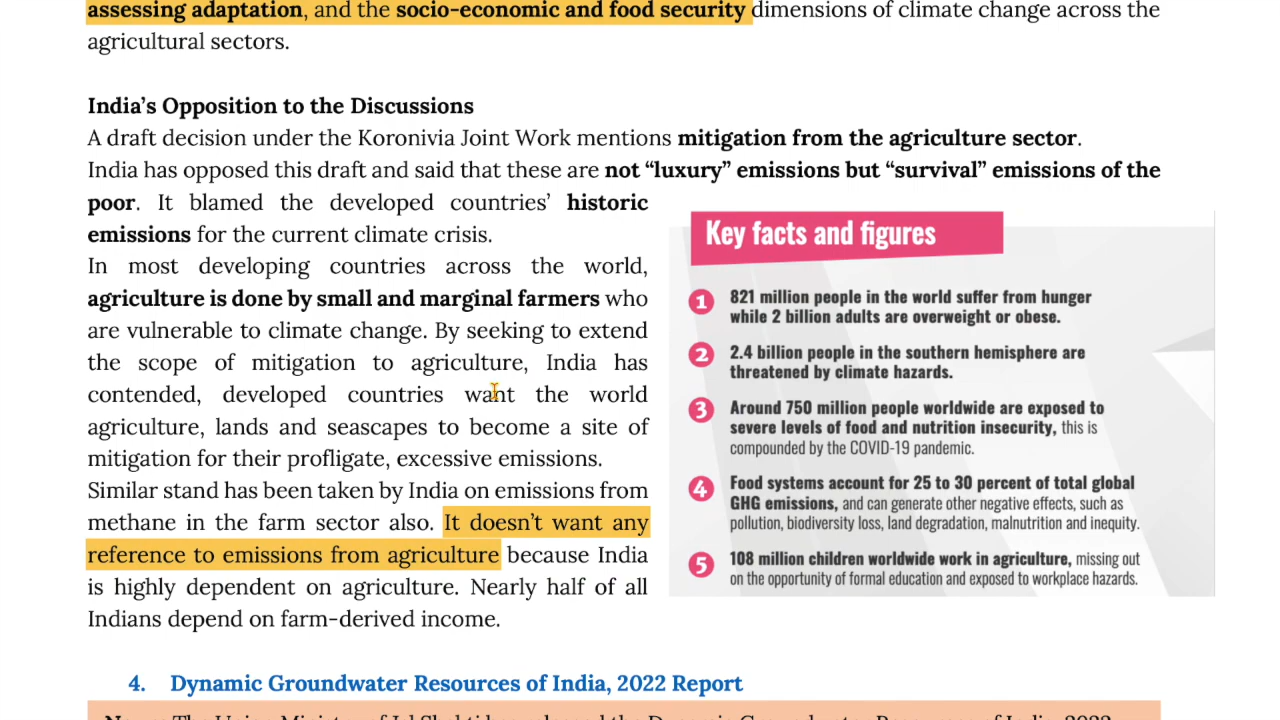 assessing adaptation, and the socio-economic and food security dimensions of climate change across the
agricultural sectors.
India’s Opposition to the Discussions
A draft decision under the Koronivia Joint Work mentions mitigation from the agriculture sector.
India has opposed this draft and said that these are not “luxury” emissions but “survival” emissions of the
poor. It blamed the developed countries’ historic
emissions for the current climate crisis.
In most developing countries across the world,
agriculture is done by small and marginal farmers who
are vulnerable to climate change. By seeking to extend
the scope of mitigation to agriculture, India has
contended, developed countries want the world
agriculture, lands and seascapes to become a site of
mitigation for their profligate, excessive emissions.
Similar stand has been taken by India on emissions from
methane in the farm sector also. It doesn’t want any
reference to emissions from agriculture because India
is highly dependent on agriculture. Nearly half of all
Indians depend on farm-derived income.
Key facts and figures
1 821 million people in the world suffer from hunger
while 2 billion adults are overweight or obese.
2 2.4 billion people in the southern hemisphere are
threatened by climate hazards.
3 Around 750 million people worldwide are exposed to
severe levels of food and nutrition insecurity, this is
compounded by the COVID-19 pandemic.
4 Food systems account for 25 to 30 percent of total global
GHG emissions, and can generate other negative effects, such as
pollution, biodiversity loss, land degradation, malnutrition and inequity.
5 108 million children worldwide work in agriculture, missing out
on the opportunity of formal education and exposed to workplace hazards.
4. Dynamic Groundwater Resources of India, 2022 Report